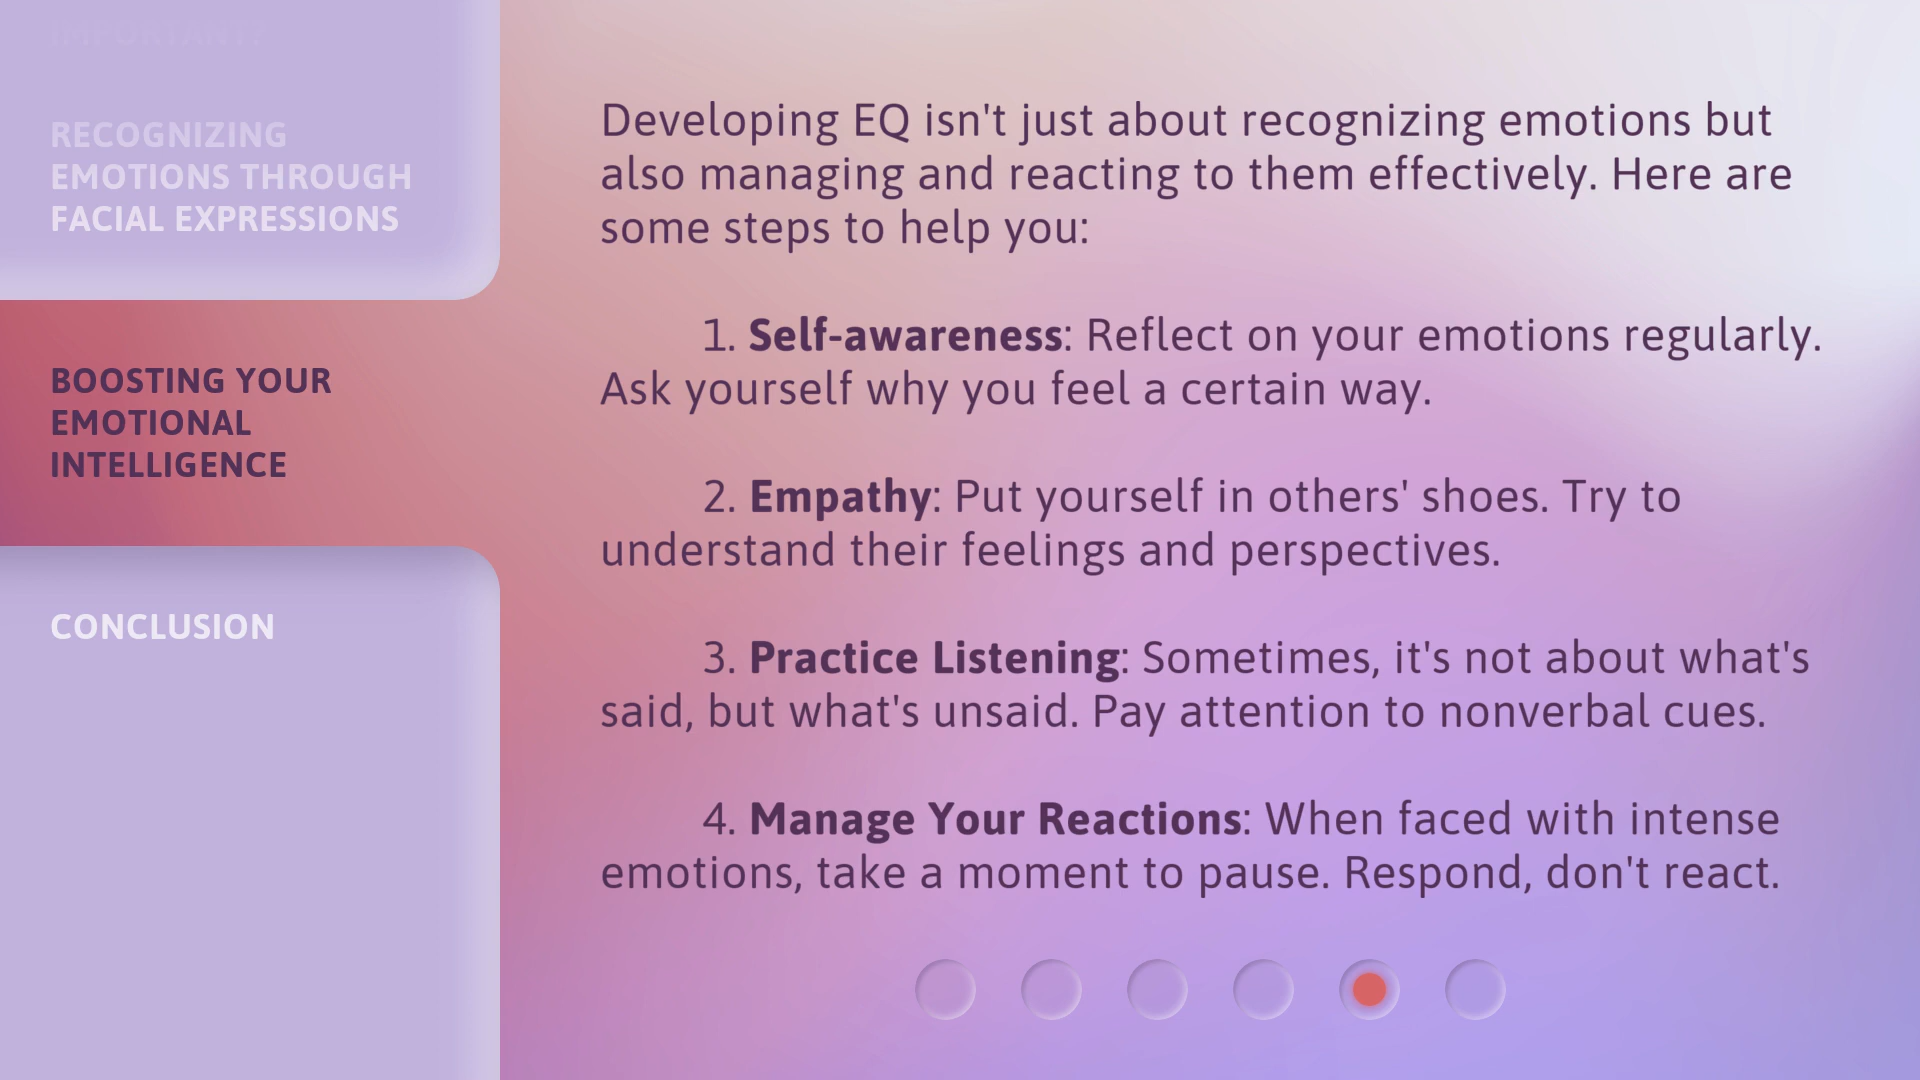 IMPORTANT?
RECOGNIZING
EMOTIONS THROUGH
FACIAL EXPRESSIONS
BOOSTING YOUR
EMOTIONAL
INTELLIGENCE
CONCLUSION
Developing EQ isn't just about recognizing emotions but
also managing and reacting to them effectively. Here are
some steps to help you:
1. Self-awareness: Reflect on your emotions regularly.
Ask yourself why you feel a certain way.
2. Empathy: Put yourself in others' shoes. Try to
understand their feelings and perspectives.
3. Practice Listening: Sometimes, it's not about what's
said, but what's unsaid. Pay attention to nonverbal cues.
4. Manage Your Reactions: When faced with intense
emotions, take a moment to pause. Respond, don't react.